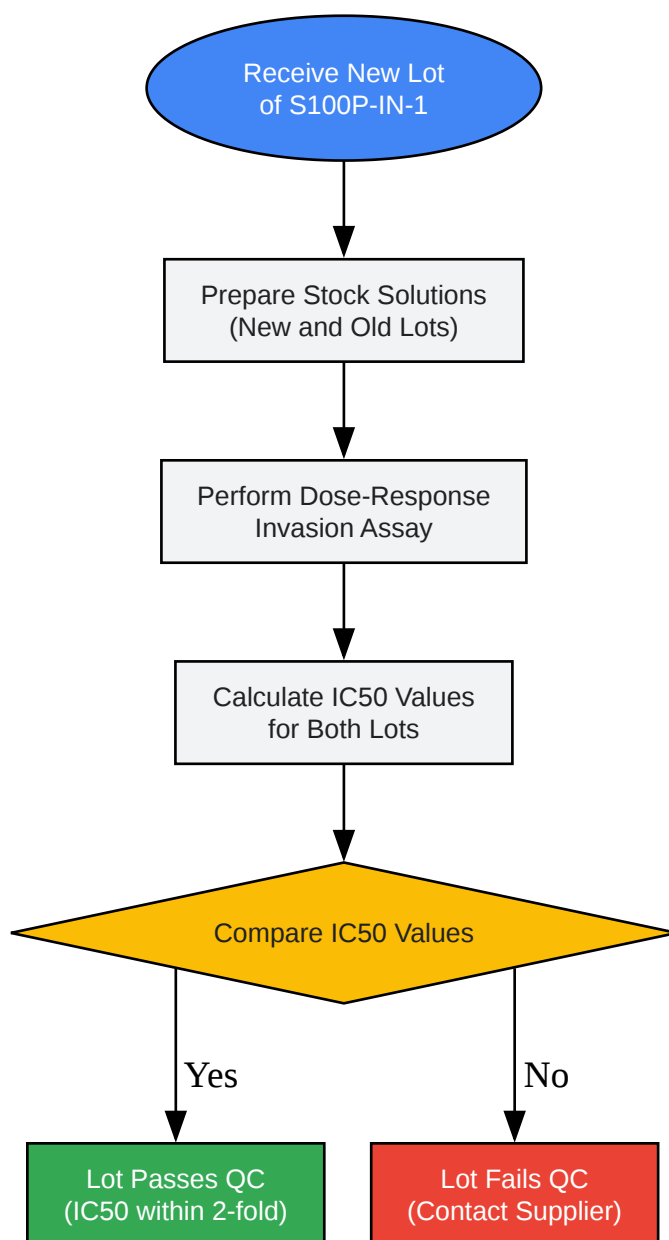 Receive New Lot
of S100P-IN-1
Prepare Stock Solutions
(New and Old Lots)
Perform Dose-Response
Invasion Assay
Calculate IC50 Values
for Both Lots
Compare IC50 Values
Yes
No
Lot Passes QC
(IC50 within 2-fold)
Lot Fails QC
(Contact Supplier)